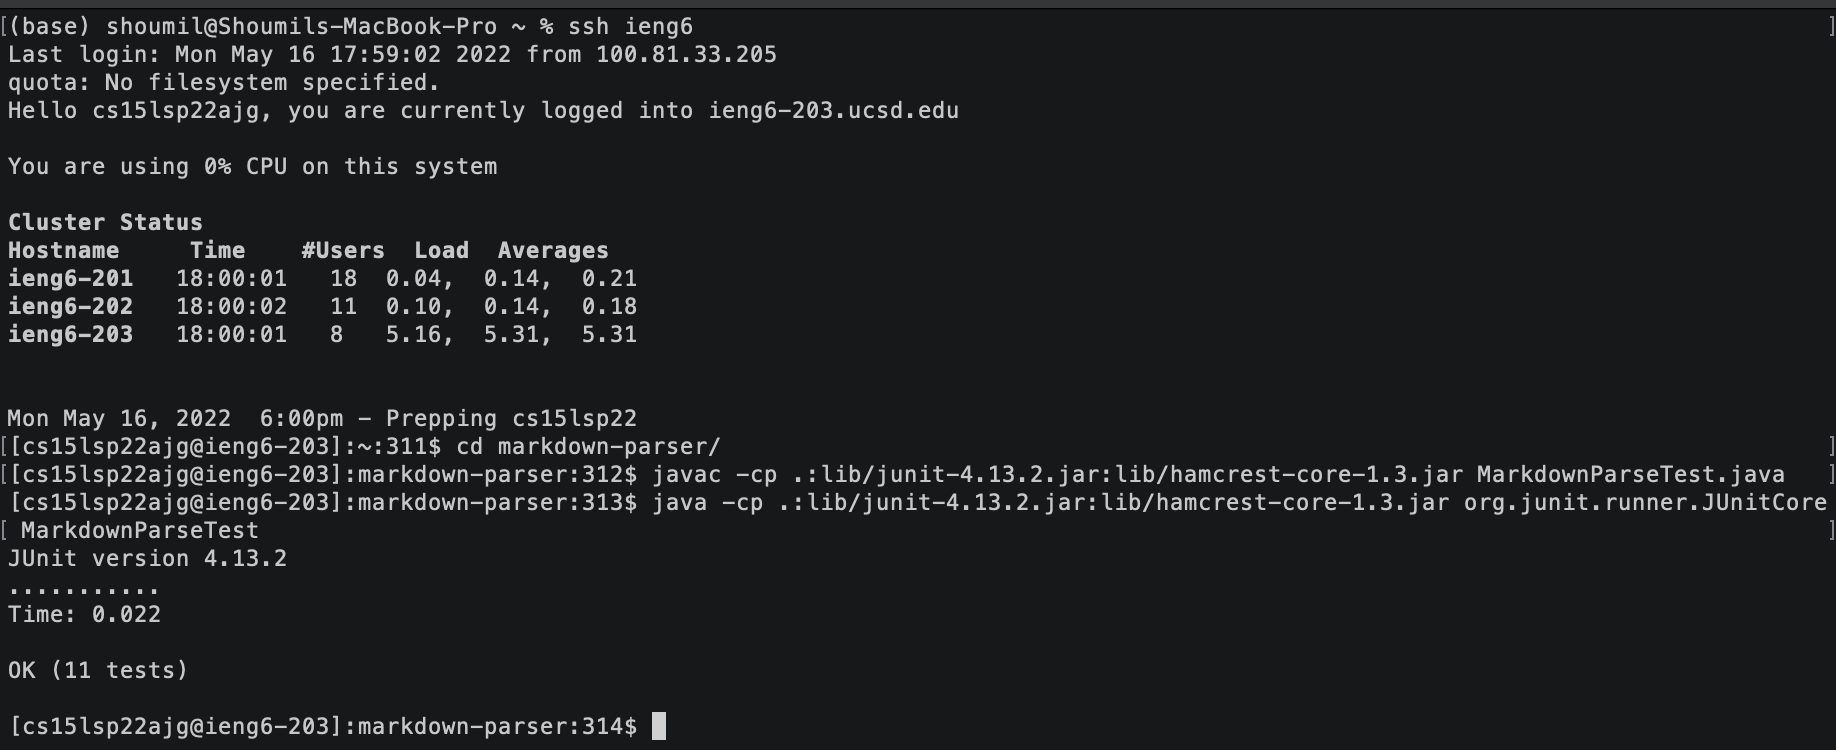 [(base) shoumil@Shoumils-MacBook-Pro ~ % ssh ieng6 ]
Last login: Mon May 16 17:59:02 2022 from 100.81.33.205
quota: No filesystem specified.
Hello cs15lsp22ajg, you are currently logged into ieng6-203.ucsd.edu
You are using 0% CPU on this system
Cluster Status
Hostname     Time    #Users  Load  Averages
ieng6-201   18:00:01   18  0.04,  0.14,  0.21
ieng6-202   18:00:02   11  0.10,  0.14,  0.18
ieng6-203   18:00:01   8   5.16,  5.31,  5.31
Mon May 16, 2022  6:00pm - Prepping cs15lsp22
[[cs15lsp22ajg@ieng6-203]:~:311$ cd markdown-parser/ ]
[[cs15lsp22ajg@ieng6-203]:markdown-parser:312$ javac -cp .:lib/junit-4.13.2.jar:lib/hamcrest-core-1.3.jar MarkdownParseTest.java ]
[cs15lsp22ajg@ieng6-203]:markdown-parser:313$ java -cp .:lib/junit-4.13.2.jar:lib/hamcrest-core-1.3.jar org.junit.runner.JUnitCore
[ MarkdownParseTest ]
JUnit version 4.13.2
...........
Time: 0.022
OK (11 tests)
[cs15lsp22ajg@ieng6-203]:markdown-parser:314$